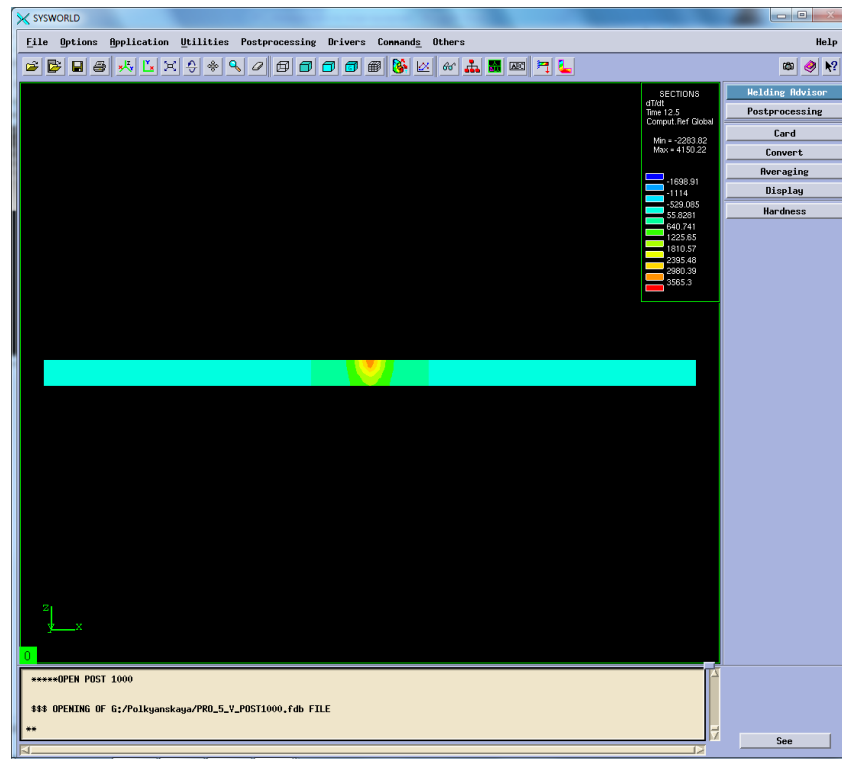 SYSWORLD
File Options Application Utilities Postprocessing Drivers Commands Others Help
SECTIONS
dT/dt
Time 12.5
Comput.Ref Global
Min = -2283.82
Max = 4150.22
-1698.91
-1114
-529.085
55.8281
640.741
1225.65
1810.57
2395.48
2980.39
3565.3
Welding Advisor
Postprocessing
Card
Convert
Averaging
Display
Hardness
z
y x
0
*****OPEN POST 1000
$$$ OPENING OF G:/Polkyanskaya/PRO_5_V_POST1000.fdb FILE
**
See